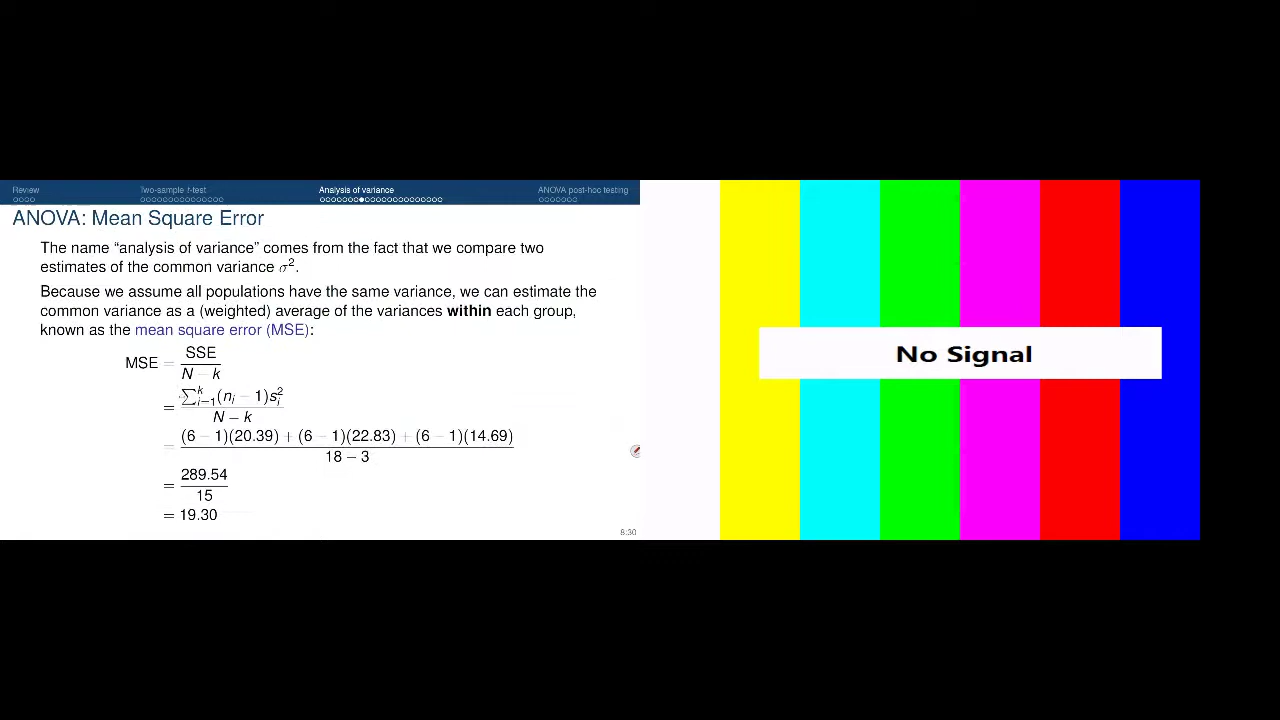 Review Two-sample t-test Analysis of variance ANOVA post-hoc testing
ANOVA: Mean Square Error
The name “analysis of variance” comes from the fact that we compare two
estimates of the common variance σ².
Because we assume all populations have the same variance, we can estimate the
common variance as a (weighted) average of the variances within each group,
known as the mean square error (MSE):
MSE = SSE / (N − k)
= ∑ᵢ₌₁ᵏ (nᵢ − 1)sᵢ² / (N − k)
= (6 − 1)(20.39) + (6 − 1)(22.83) + (6 − 1)(14.69) / (18 − 3)
= 289.54 / 15
= 19.30
8:30
No Signal